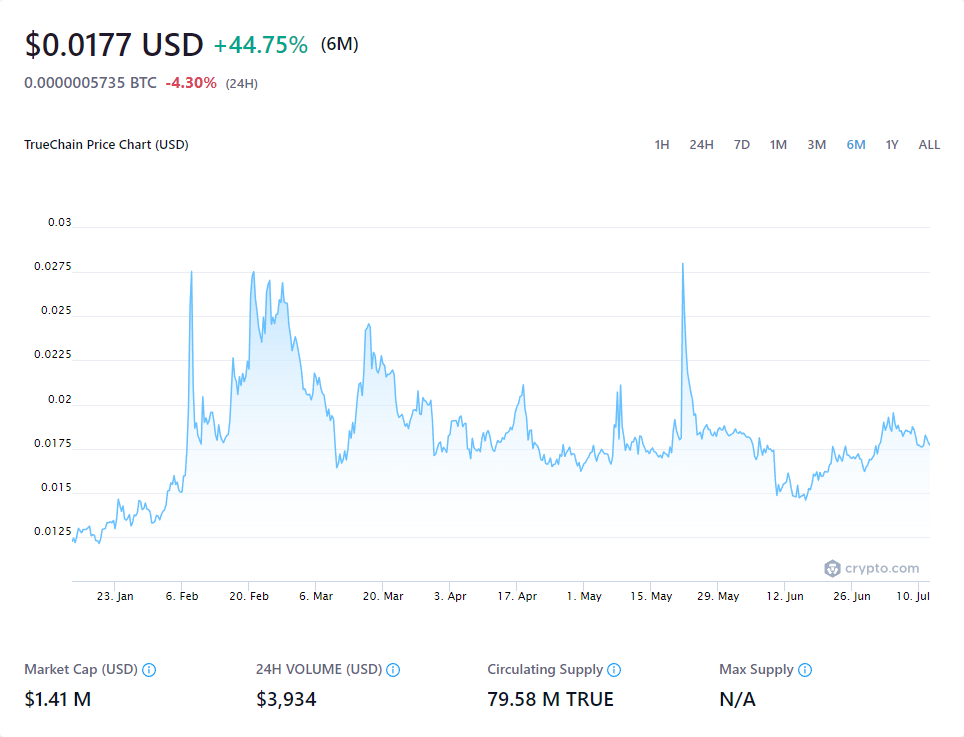 $0.0177 USD +44.75% (6M)
0.0000005735 BTC -4.30% (24H)
TrueChain Price Chart (USD) 1H 24H 7D 1M 3M 6M 1Y ALL
0.03
0.0275
0.025
0.0225
0.02
0.0175
0.015
0.0125
crypto.com
23. Jan 6. Feb 20. Feb 6. Mar 20. Mar 3. Apr 17. Apr 1. May 15. May 29. May 12. Jun 26. Jun 10. Jul
Market Cap (USD) 24H VOLUME (USD) Circulating Supply Max Supply
$1.41 M $3,934 79.58 M TRUE N/A